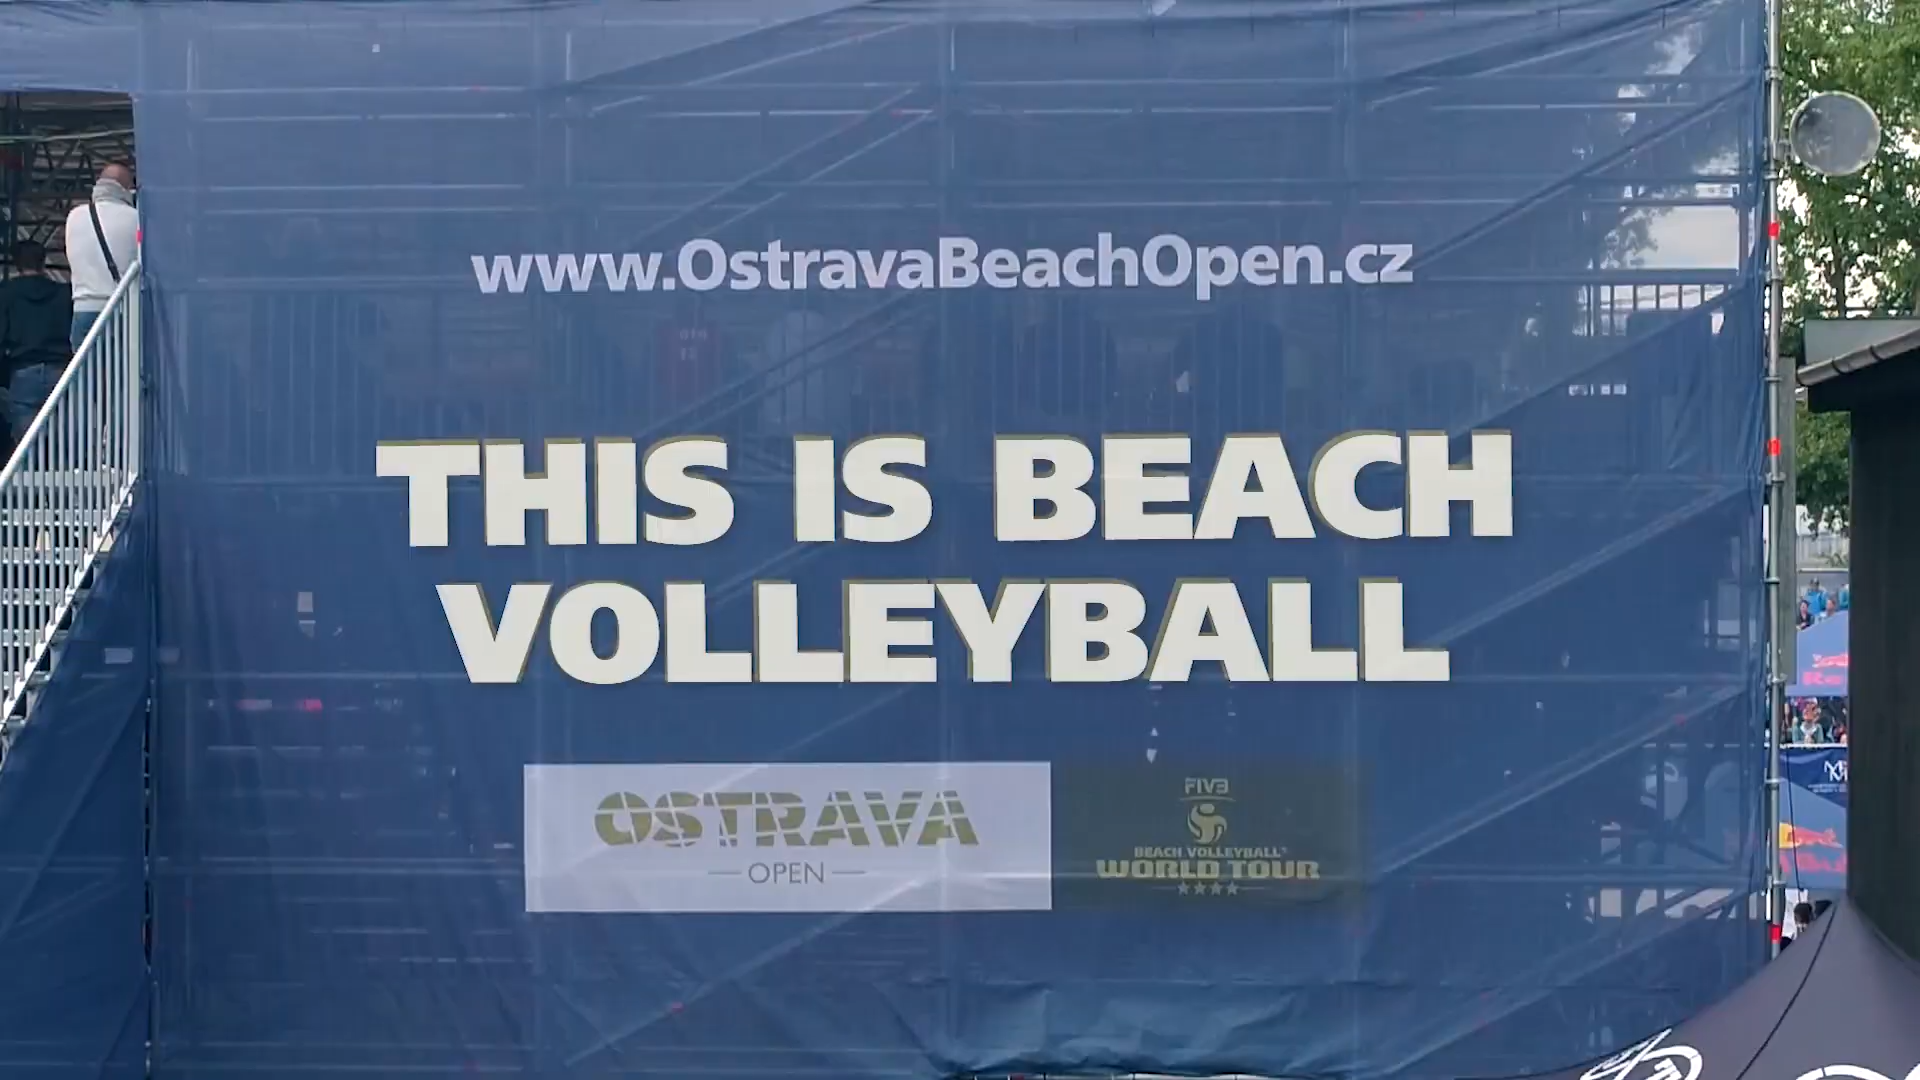 www.OstravaBeachOpen.cz
THIS IS BEACH
VOLLEYBALL
OSTRAVA
OPEN
FIVB
BEACH VOLLEYBALL
WORLD TOUR